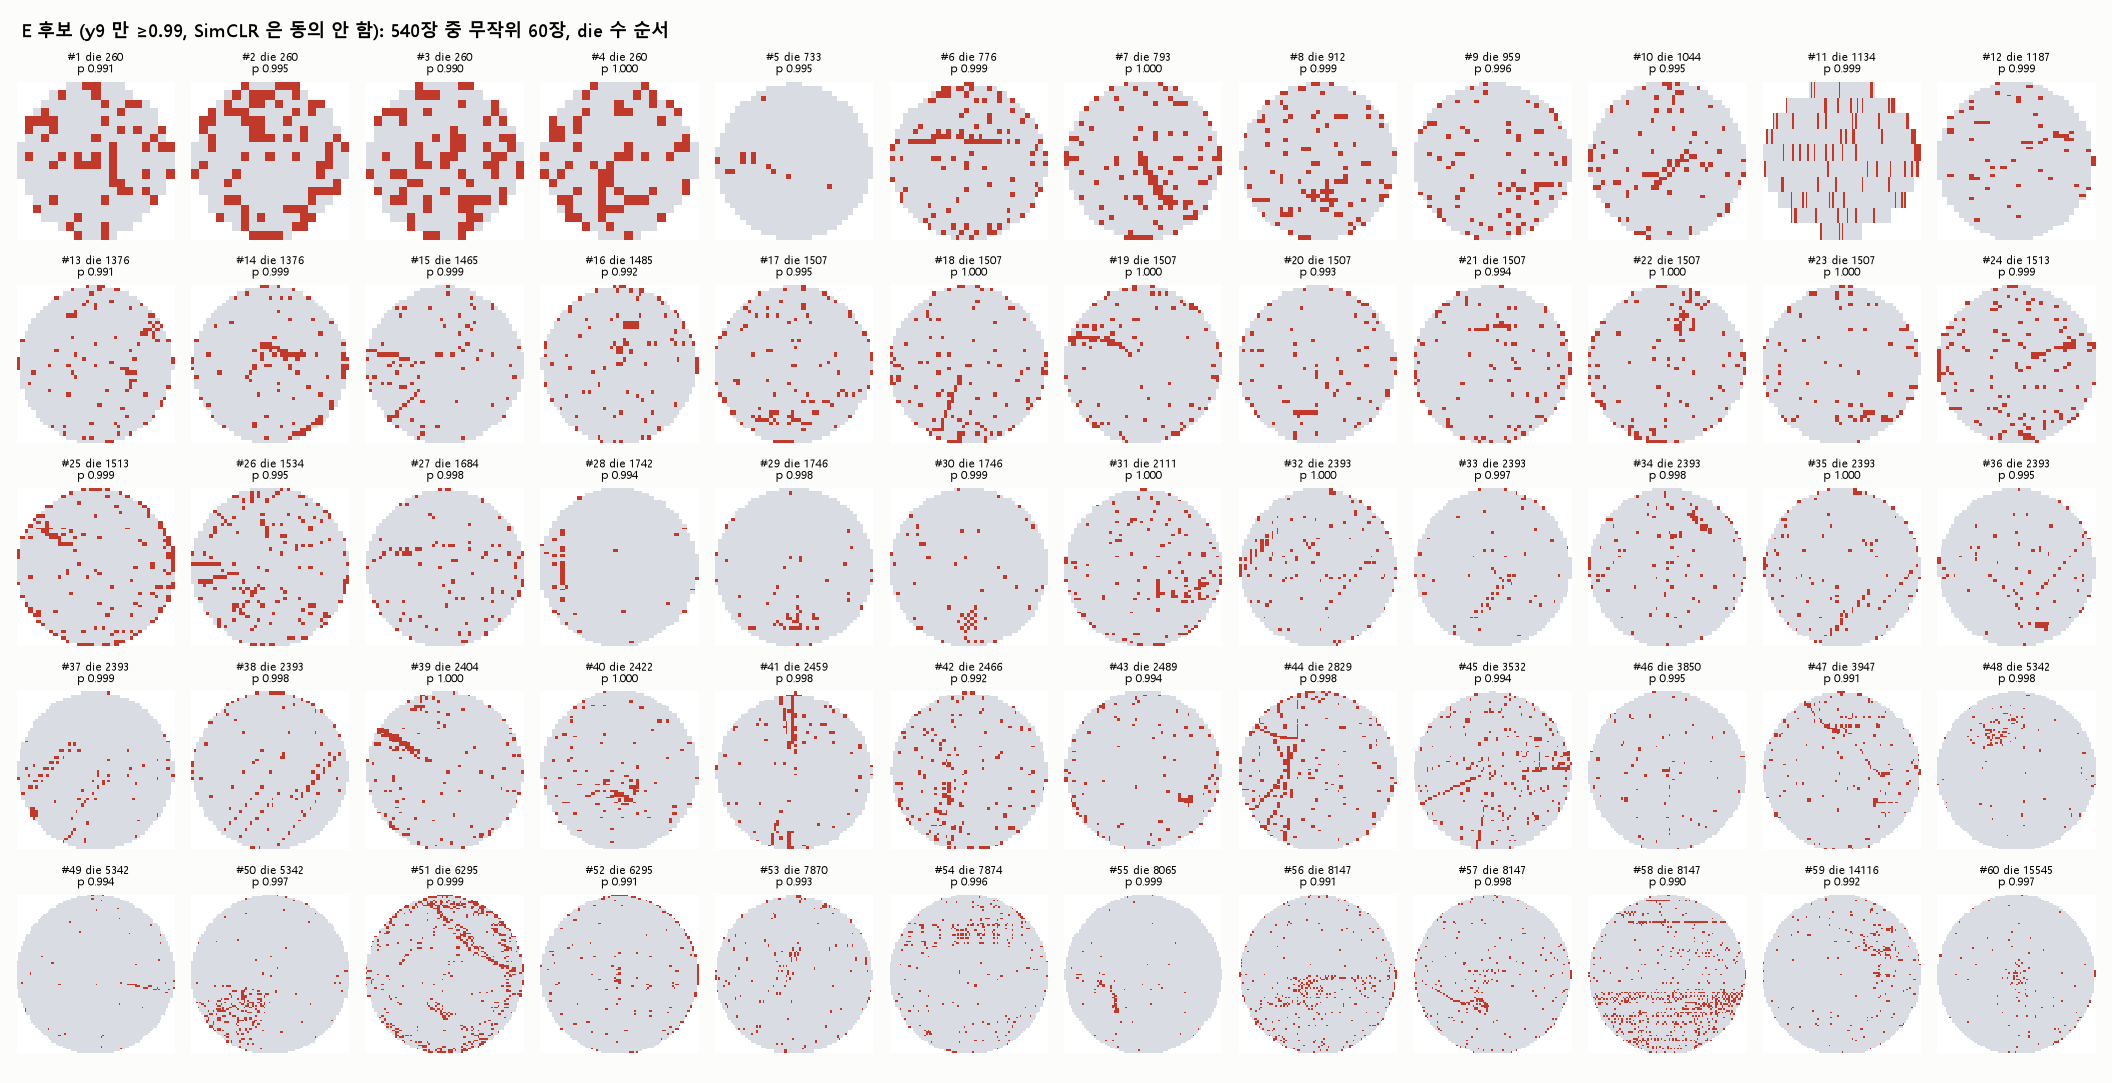 E 후보 (y9 만 ≥0.99, SimCLR 은 동의 안 함): 540장 중 무작위 60장, die 수 순서
#1 die 260
p 0.991
#2 die 260
p 0.995
#3 die 260
p 0.990
#4 die 260
p 1.000
#5 die 733
p 0.995
#6 die 776
p 0.999
#7 die 793
p 1.000
#8 die 912
p 0.999
#9 die 959
p 0.996
#10 die 1044
p 0.995
#11 die 1134
p 0.999
#12 die 1187
p 0.999
#13 die 1376
p 0.991
#14 die 1376
p 0.999
#15 die 1465
p 0.999
#16 die 1485
p 0.992
#17 die 1507
p 0.995
#18 die 1507
p 1.000
#19 die 1507
p 1.000
#20 die 1507
p 0.993
#21 die 1507
p 0.994
#22 die 1507
p 1.000
#23 die 1507
p 1.000
#24 die 1513
p 0.999
#25 die 1513
p 0.999
#26 die 1534
p 0.995
#27 die 1684
p 0.998
#28 die 1742
p 0.994
#29 die 1746
p 0.998
#30 die 1746
p 0.999
#31 die 2111
p 1.000
#32 die 2393
p 1.000
#33 die 2393
p 0.997
#34 die 2393
p 0.998
#35 die 2393
p 1.000
#36 die 2393
p 0.995
#37 die 2393
p 0.999
#38 die 2393
p 0.998
#39 die 2404
p 1.000
#40 die 2422
p 1.000
#41 die 2459
p 0.998
#42 die 2466
p 0.992
#43 die 2489
p 0.994
#44 die 2829
p 0.998
#45 die 3532
p 0.994
#46 die 3850
p 0.995
#47 die 3947
p 0.991
#48 die 5342
p 0.998
#49 die 5342
p 0.994
#50 die 5342
p 0.997
#51 die 6295
p 0.999
#52 die 6295
p 0.991
#53 die 7870
p 0.993
#54 die 7874
p 0.996
#55 die 8065
p 0.999
#56 die 8147
p 0.991
#57 die 8147
p 0.998
#58 die 8147
p 0.990
#59 die 14116
p 0.992
#60 die 15545
p 0.997